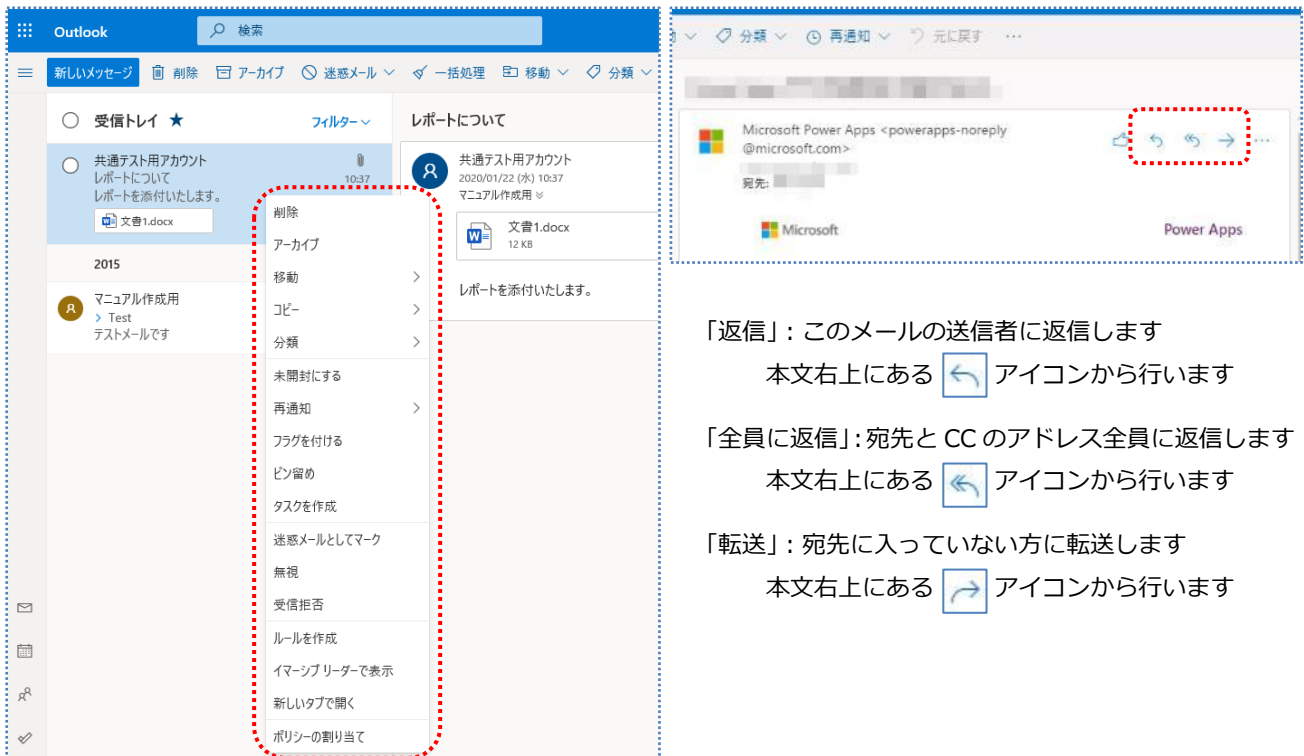 Outlook
検索
新しいメッセージ 削除 アーカイブ 迷惑メール 一括処理 移動 分類
受信トレイ ★ フィルター
共通テスト用アカウント
レポートについて 10:37
レポートを添付いたします。
文書1.docx
2015
マニュアル作成用
> Test
テストメールです
削除
アーカイブ
移動
コピー
分類
未開封にする
再通知
フラグを付ける
ピン留め
タスクを作成
迷惑メールとしてマーク
無視
受信拒否
ルールを作成
イマーシブ リーダーで表示
新しいタブで開く
ポリシーの割り当て
レポートについて
共通テスト用アカウント
2020/01/22 (水) 10:37
マニュアル作成用
文書1.docx
12 KB
レポートを添付いたします。
分類 再通知 元に戻す …
Microsoft Power Apps <powerapps-noreply
@microsoft.com>
宛先:
Microsoft Power Apps
「返信」: このメールの送信者に返信します
本文右上にある アイコンから行います
「全員に返信」: 宛先と CC のアドレス全員に返信します
本文右上にある アイコンから行います
「転送」: 宛先に入っていない方に転送します
本文右上にある アイコンから行います